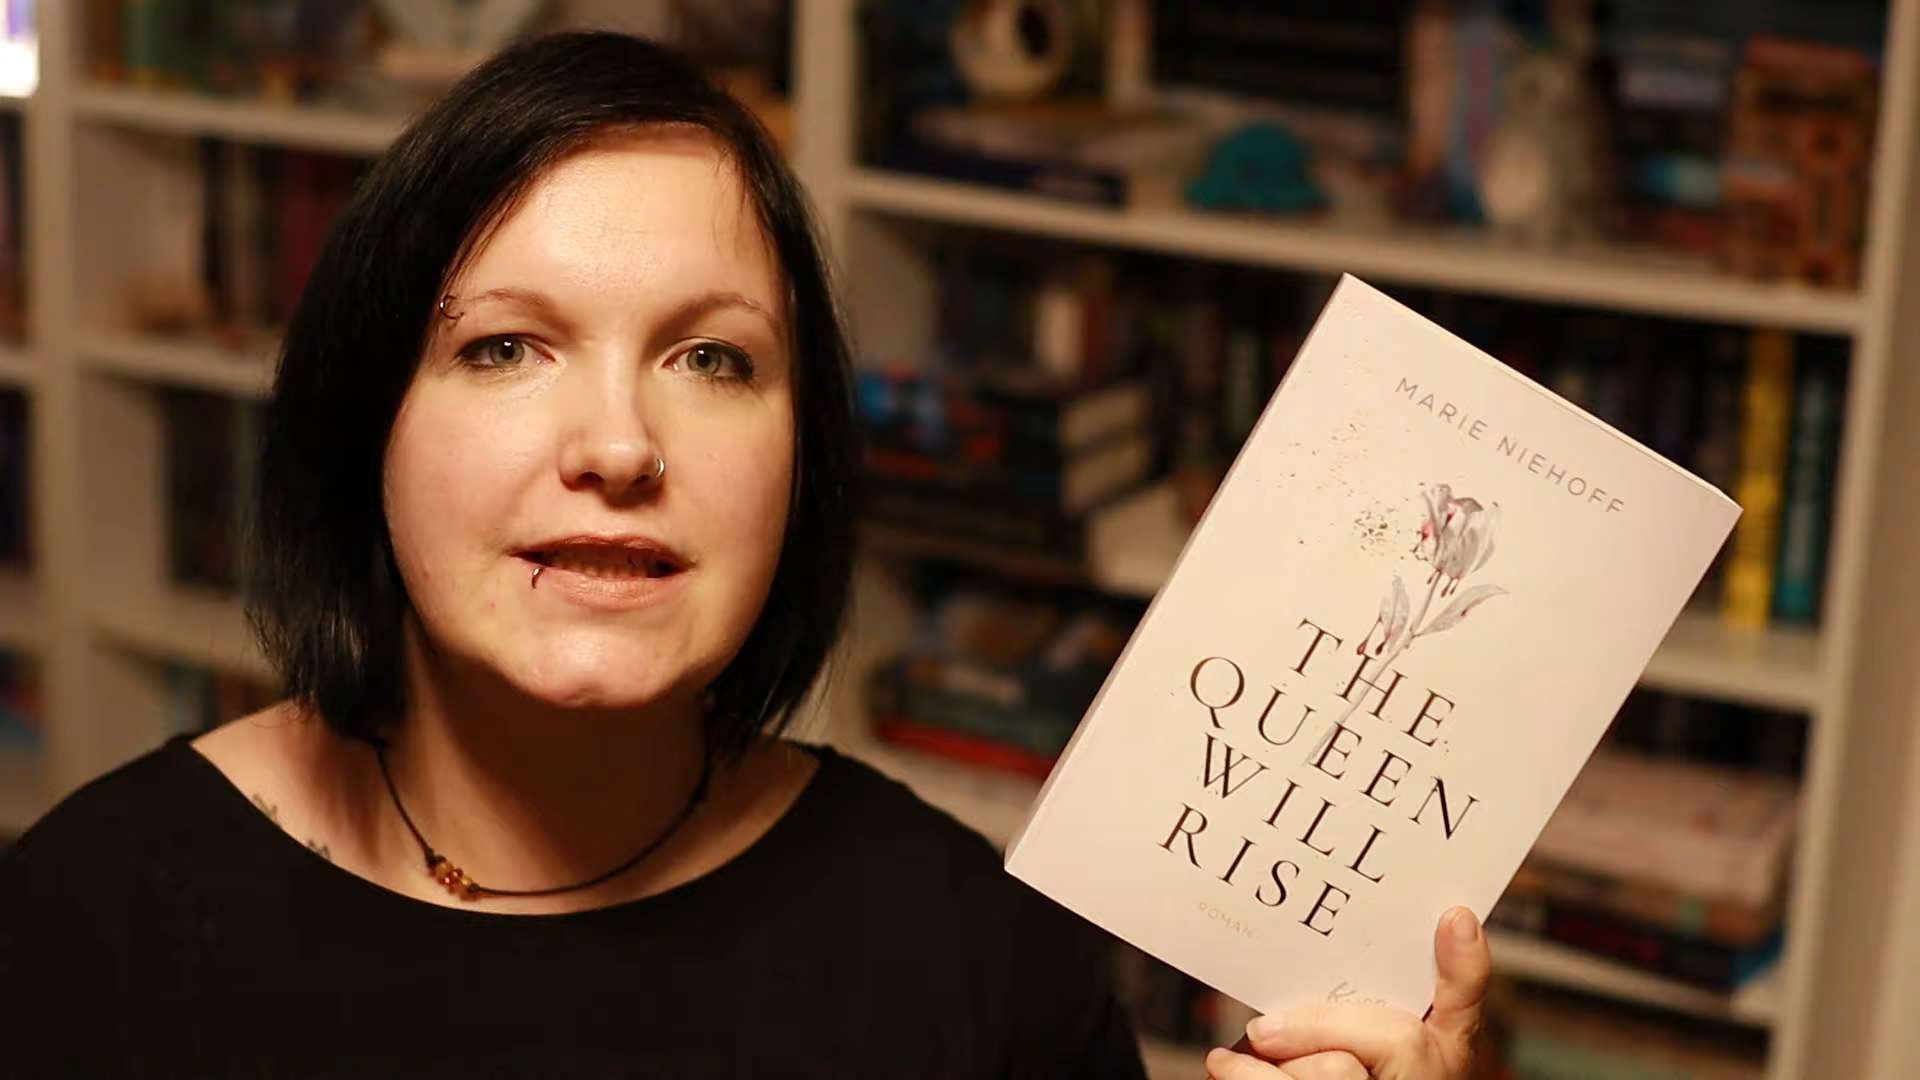 MARIE NIEHOFF
THE
QUEEN
WILL
RISE
ROMAN